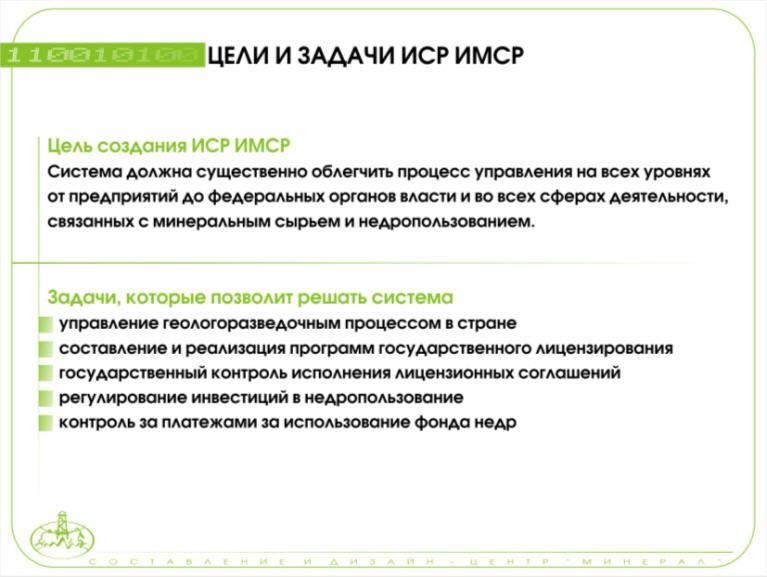 110010100 ЦЕЛИ И ЗАДАЧИ ИСР ИМСР
Цель создания ИСР ИМСР
Система должна существенно облегчить процесс управления на всех уровнях
от предприятий до федеральных органов власти и во всех сферах деятельности,
связанных с минеральным сырьем и недропользованием.
Задачи, которые позволит решать система
управление геологоразведочным процессом в стране
составление и реализация программ государственного лицензирования
государственный контроль исполнения лицензионных соглашений
регулирование инвестиций в недропользование
контроль за платежами за использование фонда недр
СОСТАВЛЕНИЕ И ДИЗАЙН - ЦЕНТР "МИНЕРАЛ"